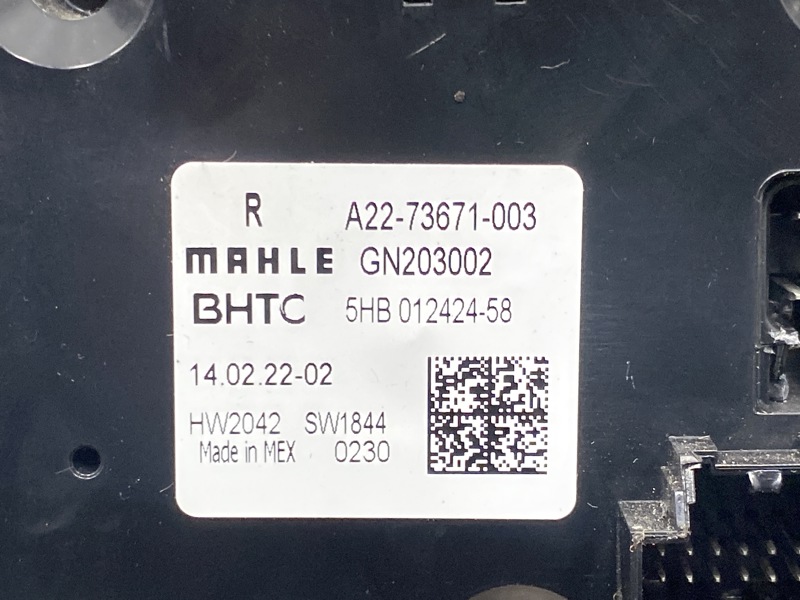 R A22-73671-003
MAHLE GN203002
BHTC 5HB 012424-58
14.02.22-02
HW2042 SW1844
Made in MEX 0230